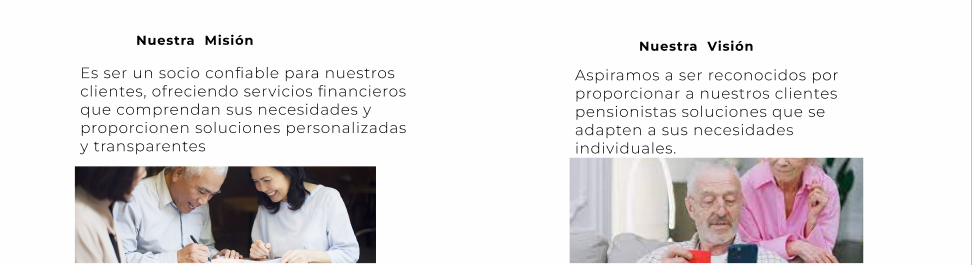 Nuestra Misión
Es ser un socio confiable para nuestros
clientes, ofreciendo servicios financieros
que comprendan sus necesidades y
proporcionen soluciones personalizadas
y transparentes
Nuestra Visión
Aspiramos a ser reconocidos por
proporcionar a nuestros clientes
pensionistas soluciones que se
adapten a sus necesidades
individuales.